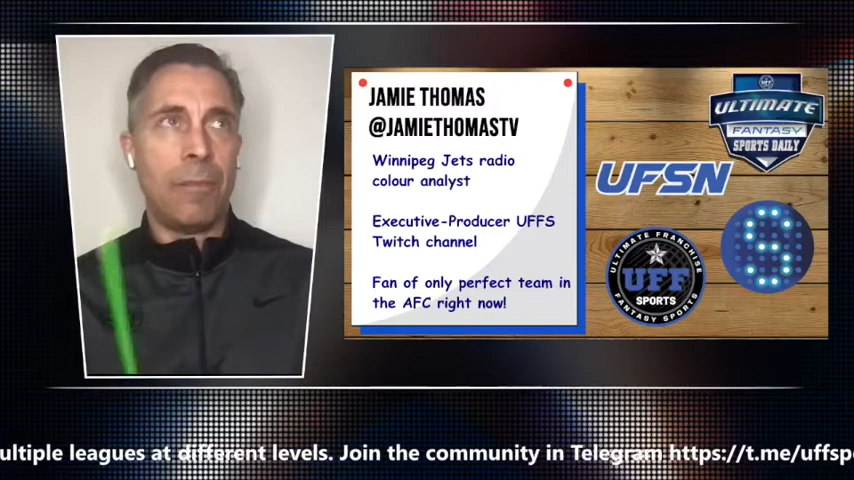 JAMIE THOMAS
@JAMIETHOMASTV
Winnipeg Jets radio
colour analyst
Executive-Producer UFFS
Twitch channel
Fan of only perfect team in
the AFC right now!
ULTIMATE
FANTASY
SPORTS DAILY
UFSN
ULTIMATE FRANCHISE
UFF
SPORTS
FANTASY SPORTS
S
ultiple leagues at different levels. Join the community in Telegram https://t.me/uffsp